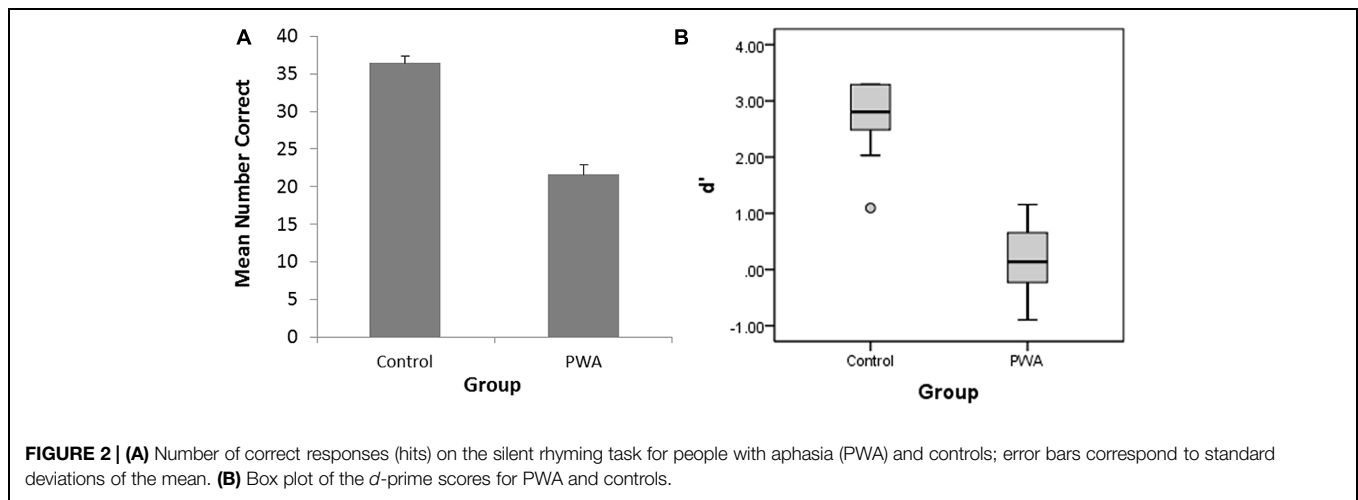 A
40
35
30
25
20
15
10
5
0
Mean Number Correct
Control
PWA
Group
B
4.00
3.00
2.00
1.00
.00
-1.00
d'
Control
PWA
Group
FIGURE 2 | (A) Number of correct responses (hits) on the silent rhyming task for people with aphasia (PWA) and controls; error bars correspond to standard
deviations of the mean. (B) Box plot of the d-prime scores for PWA and controls.